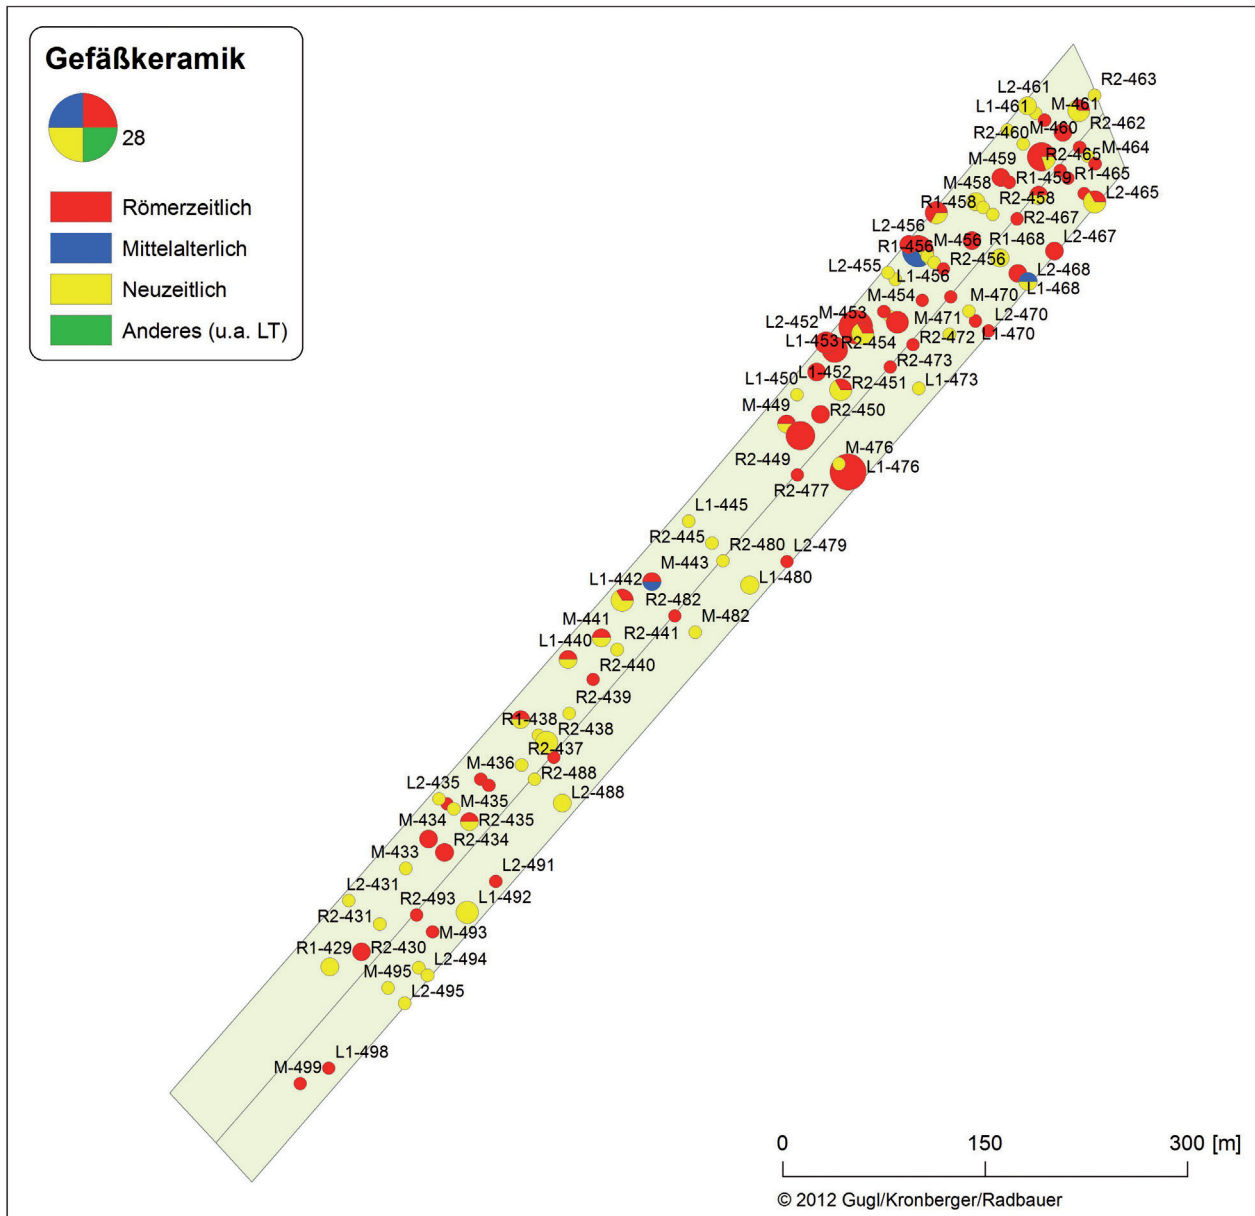 Gefäßkeramik
28
Römerzeitlich
Mittelalterlich
Neuzeitlich
Anderes (u.a. LT)
R2-463
L2-461
L1-461
M-461
R2-462
R2-460
M-460
M-464
M-459
R2-465
R1-465
R1-459
M-458
R2-458
L2-465
R1-458
R2-467
L2-456
M-456
R1-468
L2-467
R1-456
R2-456
L2-455
L1-456
L2-468
L1-468
M-454
M-470
M-453
L2-452
M-471
L2-470
L1-470
L1-453
R2-454
R2-472
R2-473
L1-452
L1-450
R2-451
L1-473
M-449
R2-450
M-476
R2-449
L1-476
R2-477
L1-445
R2-445
R2-480
L2-479
M-443
L1-442
L1-480
R2-482
M-441
R2-441
M-482
L1-440
R2-440
R2-439
R1-438
R2-438
R2-437
M-436
R2-488
L2-435
L2-488
M-435
M-434
R2-435
R2-434
M-433
L2-491
L2-431
R2-493
L1-492
R2-431
M-493
R1-429
R2-430
L2-494
M-495
L2-495
L1-498
M-499
0 150 300 [m]
© 2012 Gugl/Kronberger/Radbauer